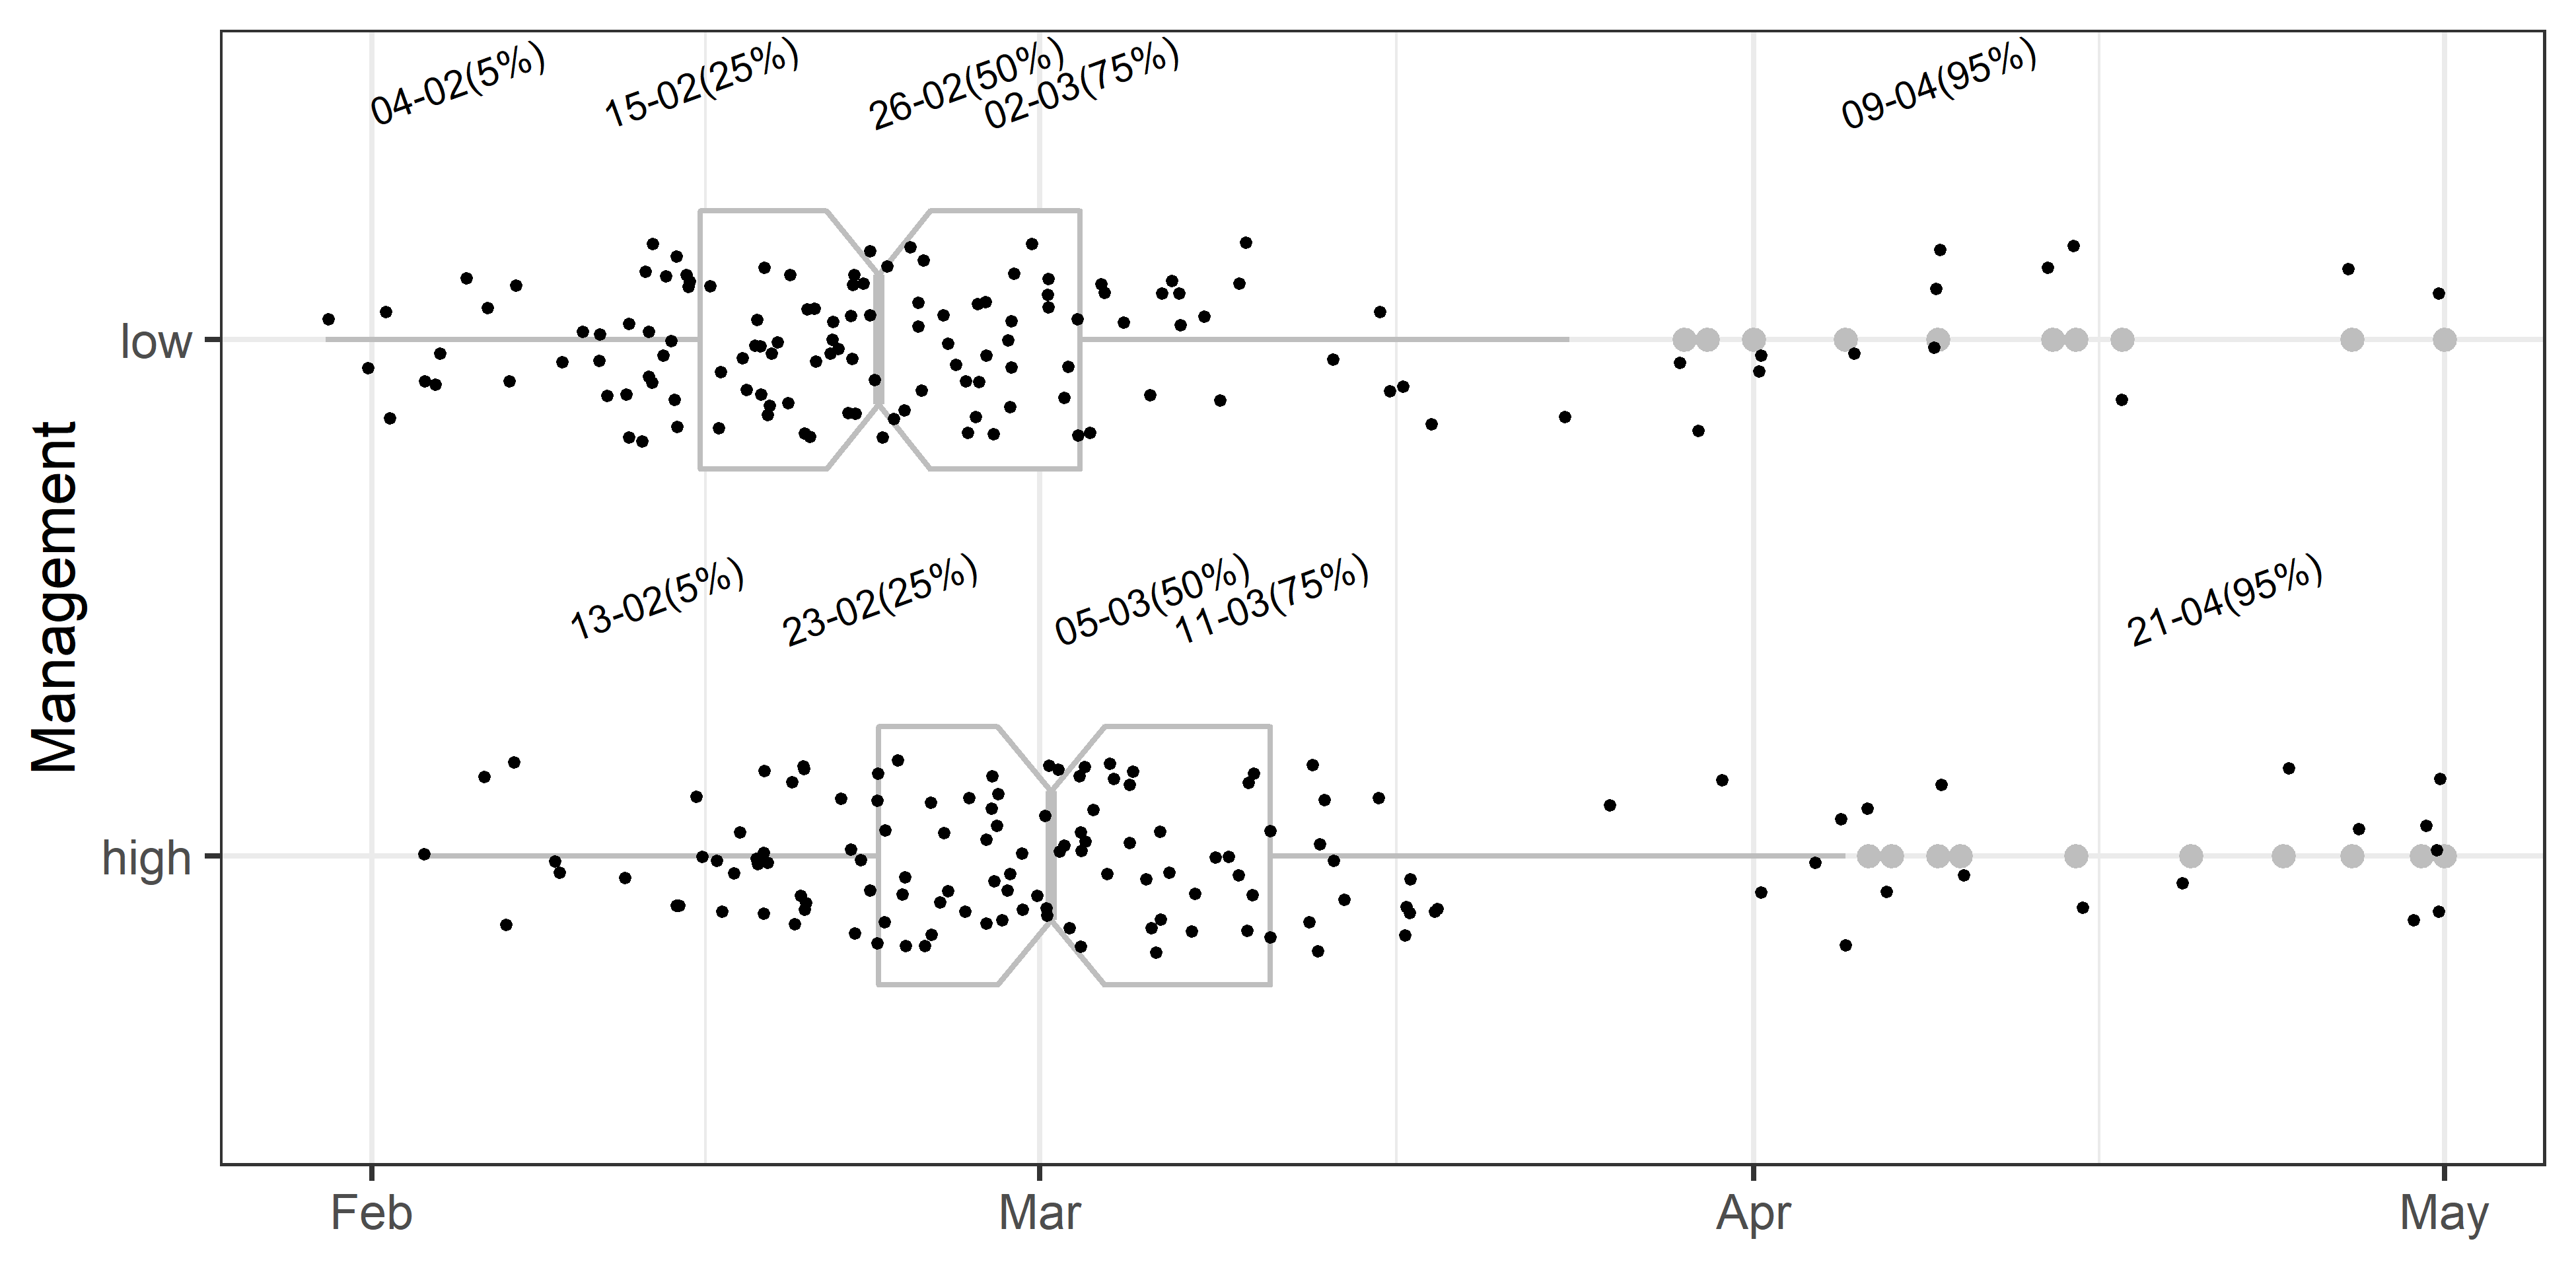 04-02(5%)
15-02(25%)
26-02(50%)
02-03(75%)
09-04(95%)
low
13-02(5%)
23-02(25%)
05-03(50%)
11-03(75%)
21-04(95%)
high
Management
Feb
Mar
Apr
May